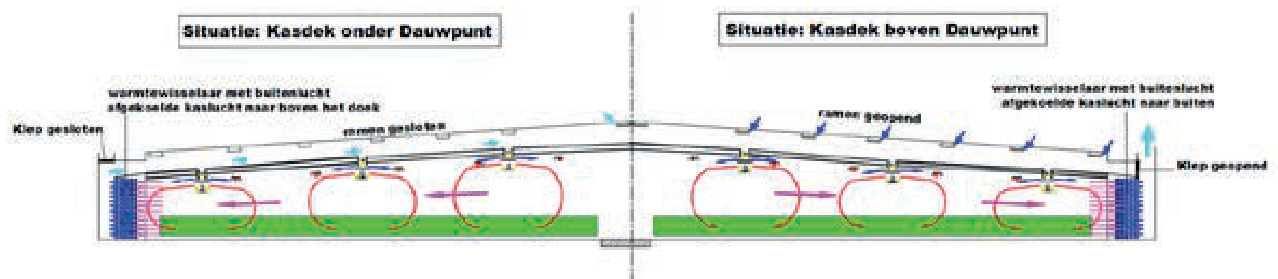 Situatie: Kasdek onder Dauwpunt
Situatie: Kasdek boven Dauwpunt
warmtewisselaar met buitenlucht
afgekoelde kaslucht naar boven het doek
Klep gesloten
ramen gesloten
ramen geopend
warmtewisselaar met buitenlucht
afgekoelde kaslucht naar buiten
Klep geopend